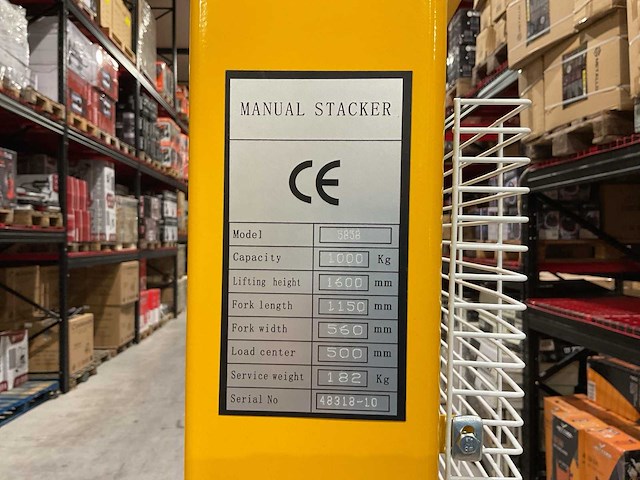 MANUAL STACKER
CE
Model 5838
Capacity 1000 Kg
Lifting height 1600 mm
Fork length 1150 mm
Fork width 560 mm
Load center 500 mm
Service weight 182 Kg
Serial No 48318-10